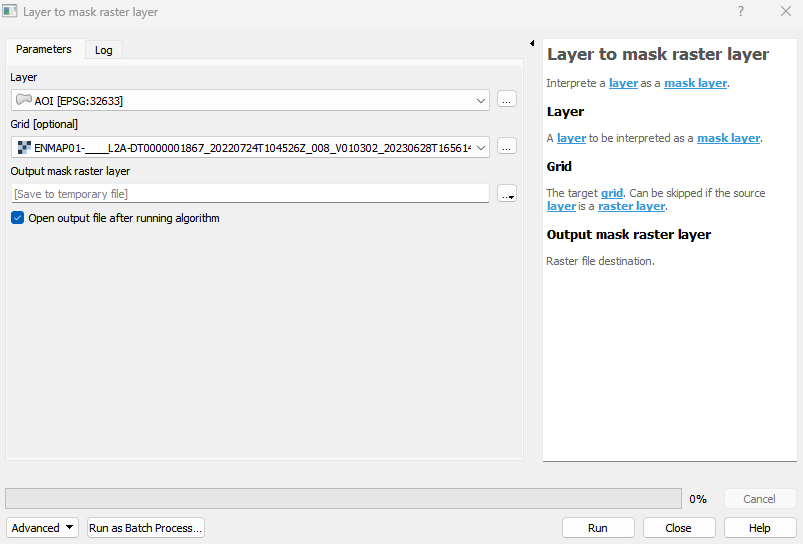 Layer to mask raster layer
?
Parameters
Log
Layer
AOI [EPSG:32633]
...
Grid [optional]
ENMAP01-____L2A-DT0000001867_20220724T104526Z_008_V010302_20230628T165614
...
Output mask raster layer
[Save to temporary file]
...
Open output file after running algorithm
Layer to mask raster layer
Interprete a layer as a mask layer.
Layer
A layer to be interpreted as a mask layer.
Grid
The target grid. Can be skipped if the source
layer is a raster layer.
Output mask raster layer
Raster file destination.
0%
Cancel
Advanced
Run as Batch Process...
Run
Close
Help